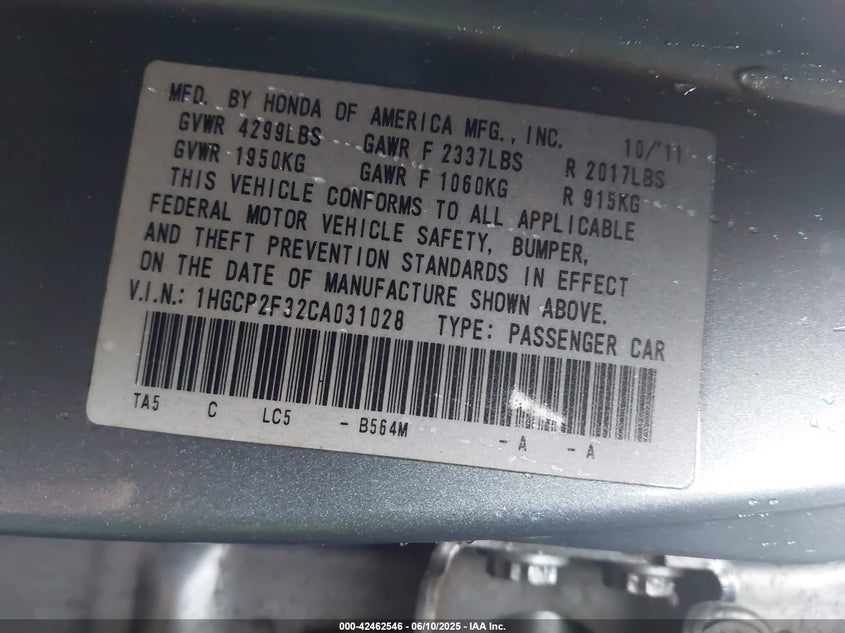 MFD. BY HONDA OF AMERICA MFG., INC. 10/'11
GVWR 4299LBS GAWR F 2337LBS R 2017LBS
GVWR 1950KG GAWR F 1060KG R 915KG
THIS VEHICLE CONFORMS TO ALL APPLICABLE
FEDERAL MOTOR VEHICLE SAFETY, BUMPER,
AND THEFT PREVENTION STANDARDS IN EFFECT
ON THE DATE OF MANUFACTURE SHOWN ABOVE.
V.I.N.: 1HGCP2F32CA031028 TYPE: PASSENGER CAR
TA5 C LC5 - B564M - A - A
000-42462546 - 06/10/2025 - IAA Inc.